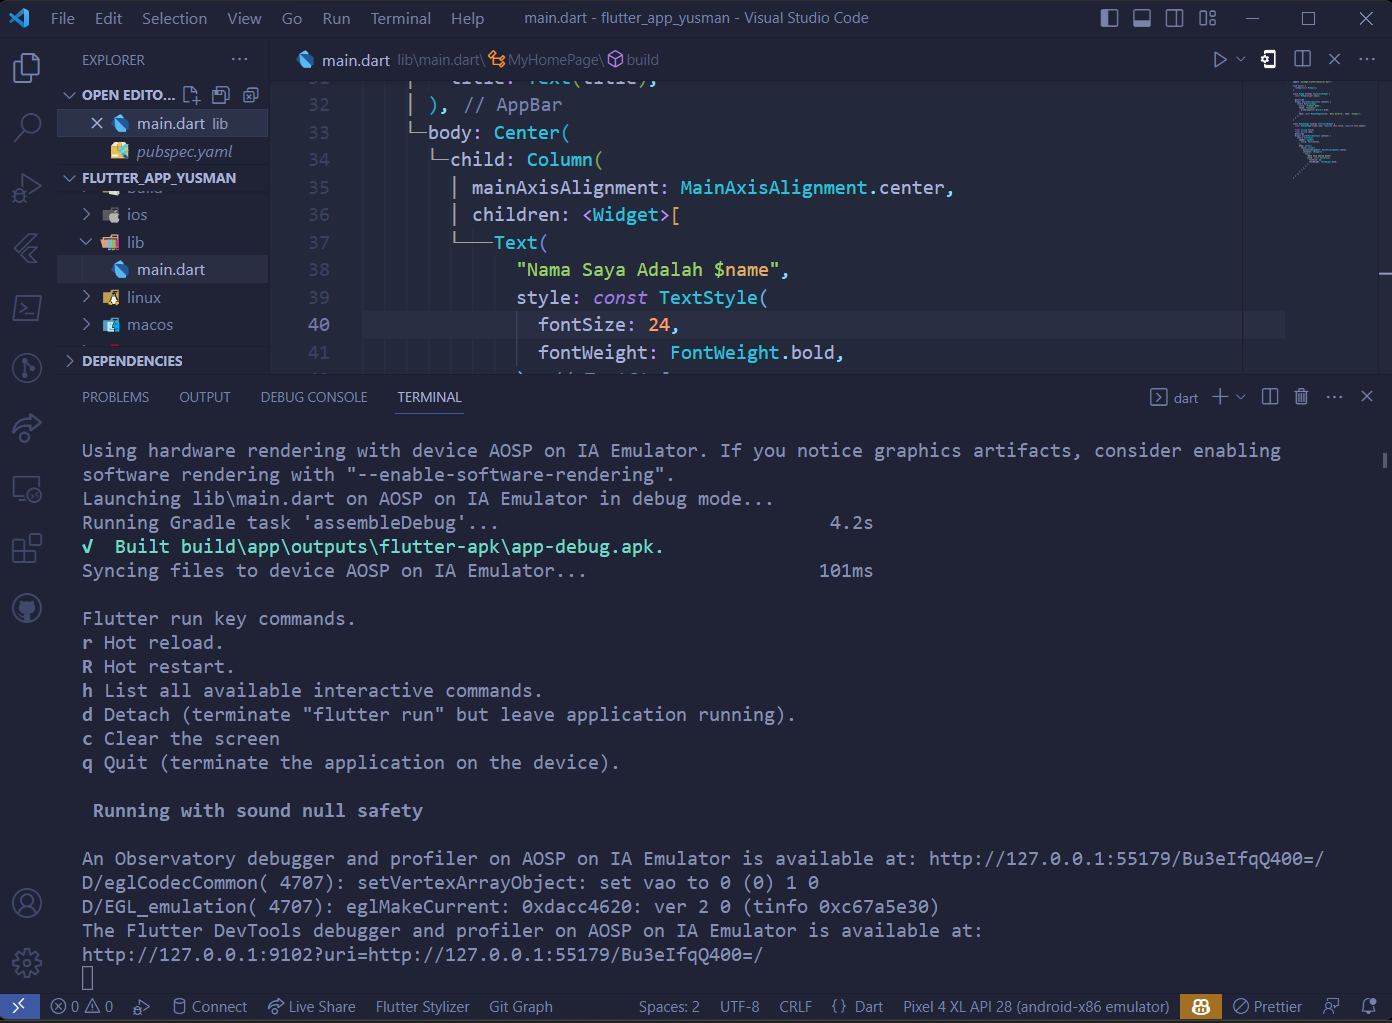 File Edit Selection View Go Run Terminal Help main.dart - flutter_app_yusman - Visual Studio Code
EXPLORER
OPEN EDITO...
main.dart lib
pubspec.yaml
FLUTTER_APP_YUSMAN
build
ios
lib
main.dart
linux
macos
DEPENDENCIES
main.dart lib\main.dart\ MyHomePage\ build
31 title: Text(title),
32 ), // AppBar
33 body: Center(
34 child: Column(
35 mainAxisAlignment: MainAxisAlignment.center,
36 children: <Widget>[
37 Text(
38 "Nama Saya Adalah $name",
39 style: const TextStyle(
40 fontSize: 24,
41 fontWeight: FontWeight.bold,
PROBLEMS OUTPUT DEBUG CONSOLE TERMINAL dart
Using hardware rendering with device AOSP on IA Emulator. If you notice graphics artifacts, consider enabling
software rendering with "--enable-software-rendering".
Launching lib\main.dart on AOSP on IA Emulator in debug mode...
Running Gradle task 'assembleDebug'... 4.2s
√ Built build\app\outputs\flutter-apk\app-debug.apk.
Syncing files to device AOSP on IA Emulator... 101ms
Flutter run key commands.
r Hot reload.
R Hot restart.
h List all available interactive commands.
d Detach (terminate "flutter run" but leave application running).
c Clear the screen
q Quit (terminate the application on the device).
Running with sound null safety
An Observatory debugger and profiler on AOSP on IA Emulator is available at: http://127.0.0.1:55179/Bu3eIfqQ400=/
D/eglCodecCommon( 4707): setVertexArrayObject: set vao to 0 (0) 1 0
D/EGL_emulation( 4707): eglMakeCurrent: 0xdacc4620: ver 2 0 (tinfo 0xc67a5e30)
The Flutter DevTools debugger and profiler on AOSP on IA Emulator is available at:
http://127.0.0.1:9102?uri=http://127.0.0.1:55179/Bu3eIfqQ400=/
0 0 Connect Live Share Flutter Stylizer Git Graph Spaces: 2 UTF-8 CRLF {} Dart Pixel 4 XL API 28 (android-x86 emulator) Prettier